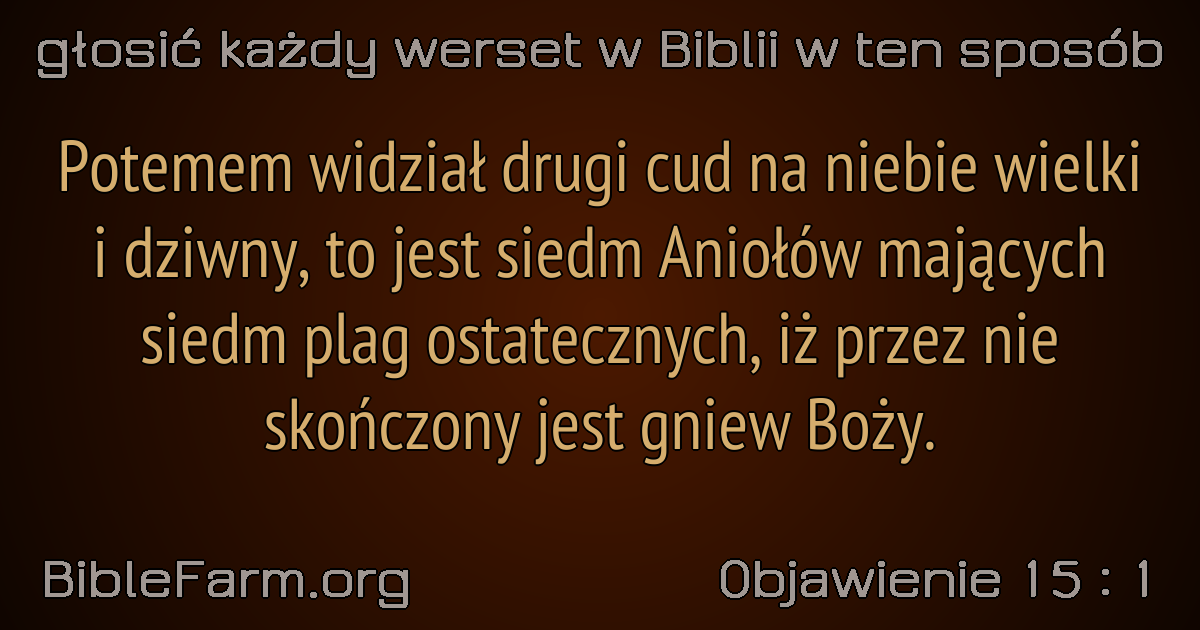 głosić każdy werset w Biblii w ten sposób
Potemem widział drugi cud na niebie wielki
i dziwny, to jest siedm Aniołów mających
siedm plag ostatecznych, iż przez nie
skończony jest gniew Boży.
BibleFarm.org
Objawienie 15 : 1